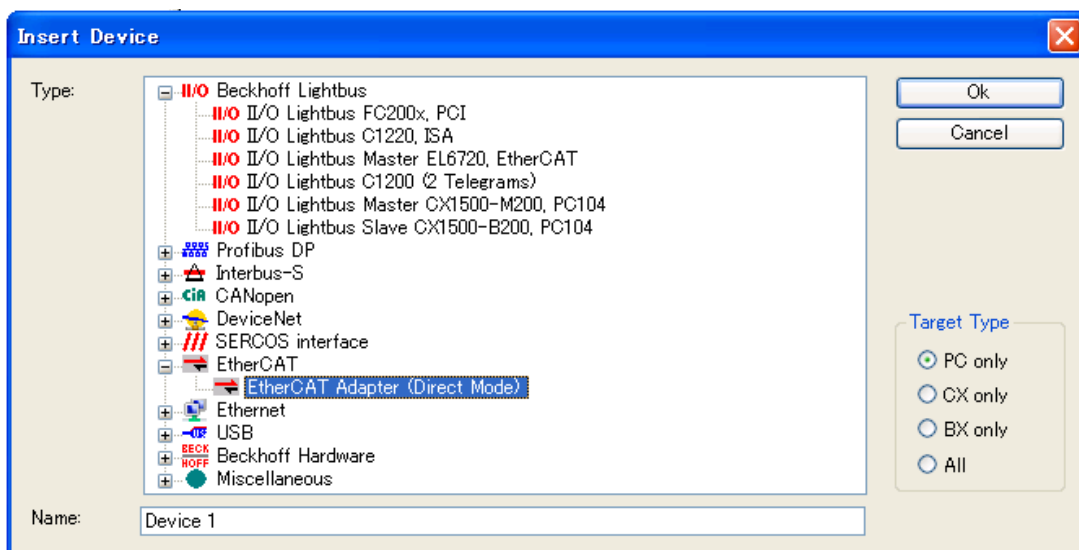 Insert Device
Type:
II/O Beckhoff Lightbus
II/O II/O Lightbus FC200x, PCI
II/O II/O Lightbus C1220, ISA
II/O II/O Lightbus Master EL6720, EtherCAT
II/O II/O Lightbus C1200 (2 Telegrams)
II/O II/O Lightbus Master CX1500-M200, PC104
II/O II/O Lightbus Slave CX1500-B200, PC104
Profibus DP
Interbus-S
CiA CANopen
DeviceNet
SERCOS interface
EtherCAT
EtherCAT Adapter (Direct Mode)
Ethernet
USB
BECK HOFF Beckhoff Hardware
Miscellaneous
Ok
Cancel
Target Type
PC only
CX only
BX only
All
Name:
Device 1